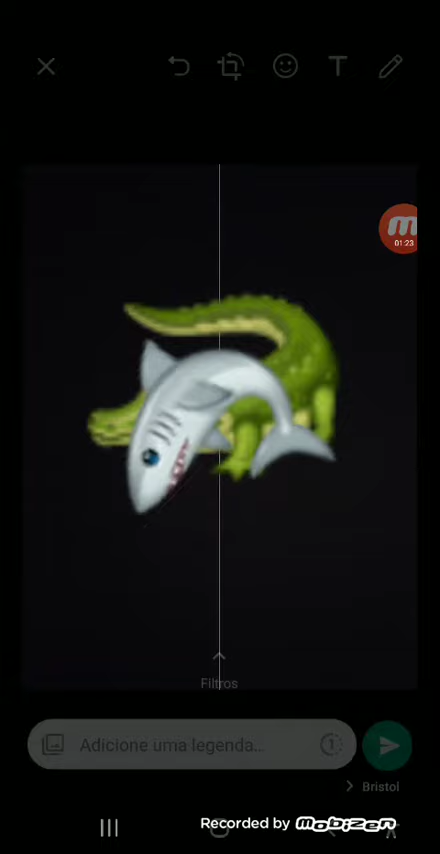 T
m
01:23
Filtros
Adicione uma legenda...
1
Bristol
Recorded by mobizen